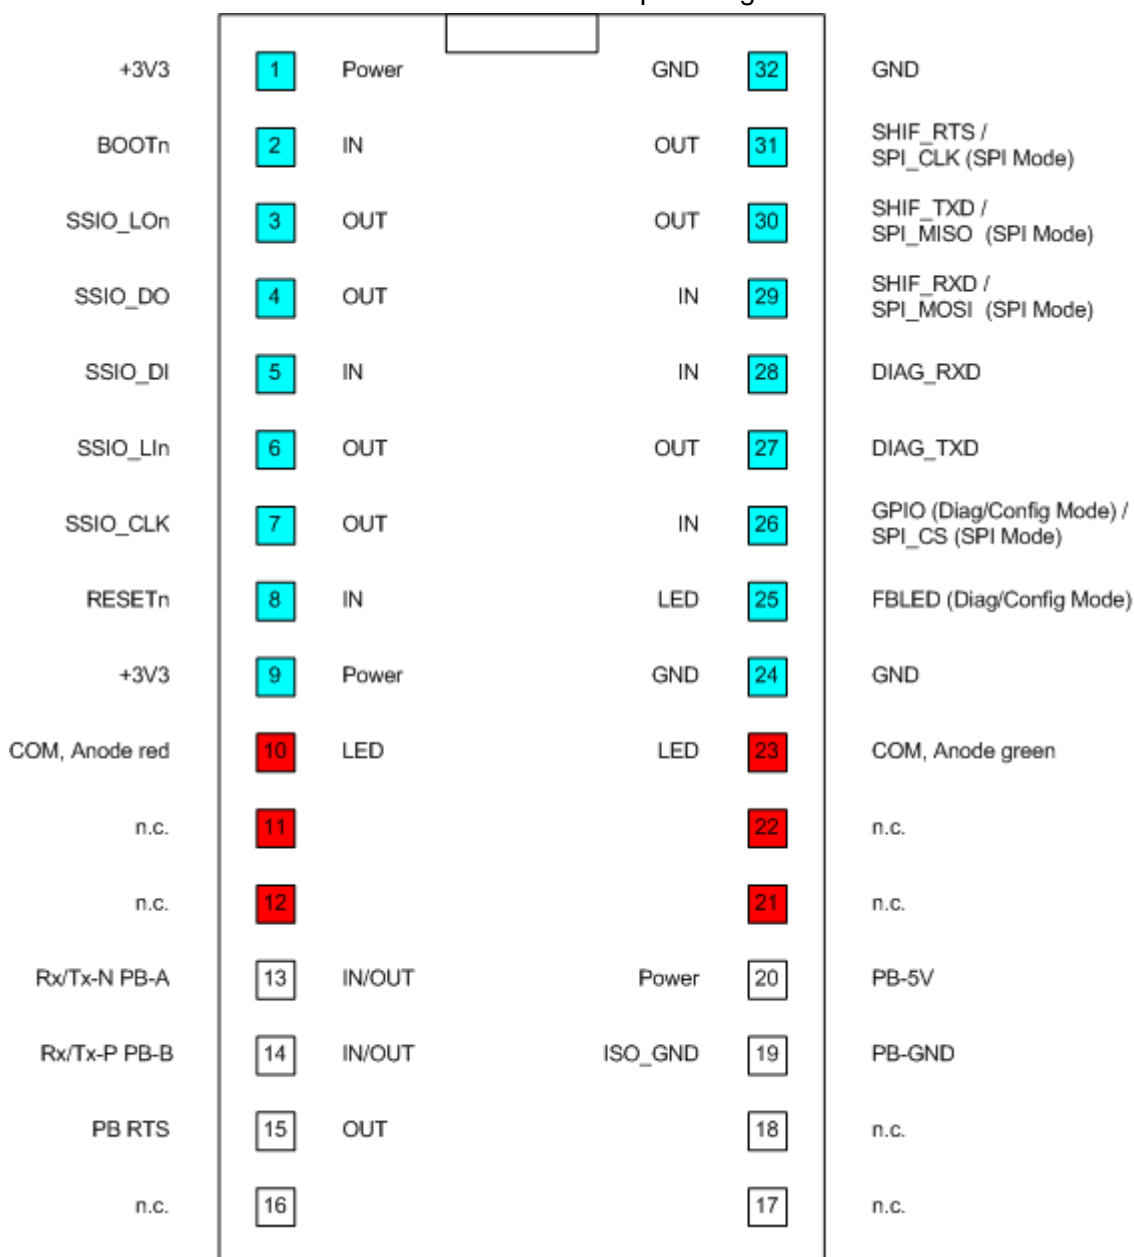 +3V3 1 Power GND 32 GND
BOOTn 2 IN OUT 31 SHIF_RTS /
SPI_CLK (SPI Mode)
SSIO_LOn 3 OUT OUT 30 SHIF_TXD /
SPI_MISO (SPI Mode)
SSIO_DO 4 OUT IN 29 SHIF_RXD /
SPI_MOSI (SPI Mode)
SSIO_DI 5 IN IN 28 DIAG_RXD
SSIO_LIn 6 OUT OUT 27 DIAG_TXD
SSIO_CLK 7 OUT IN 26 GPIO (Diag/Config Mode) /
SPI_CS (SPI Mode)
RESETn 8 IN LED 25 FBLED (Diag/Config Mode)
+3V3 9 Power GND 24 GND
COM, Anode red 10 LED LED 23 COM, Anode green
n.c. 11 22 n.c.
n.c. 12 21 n.c.
Rx/Tx-N PB-A 13 IN/OUT Power 20 PB-5V
Rx/Tx-P PB-B 14 IN/OUT ISO_GND 19 PB-GND
PB RTS 15 OUT 18 n.c.
n.c. 16 17 n.c.